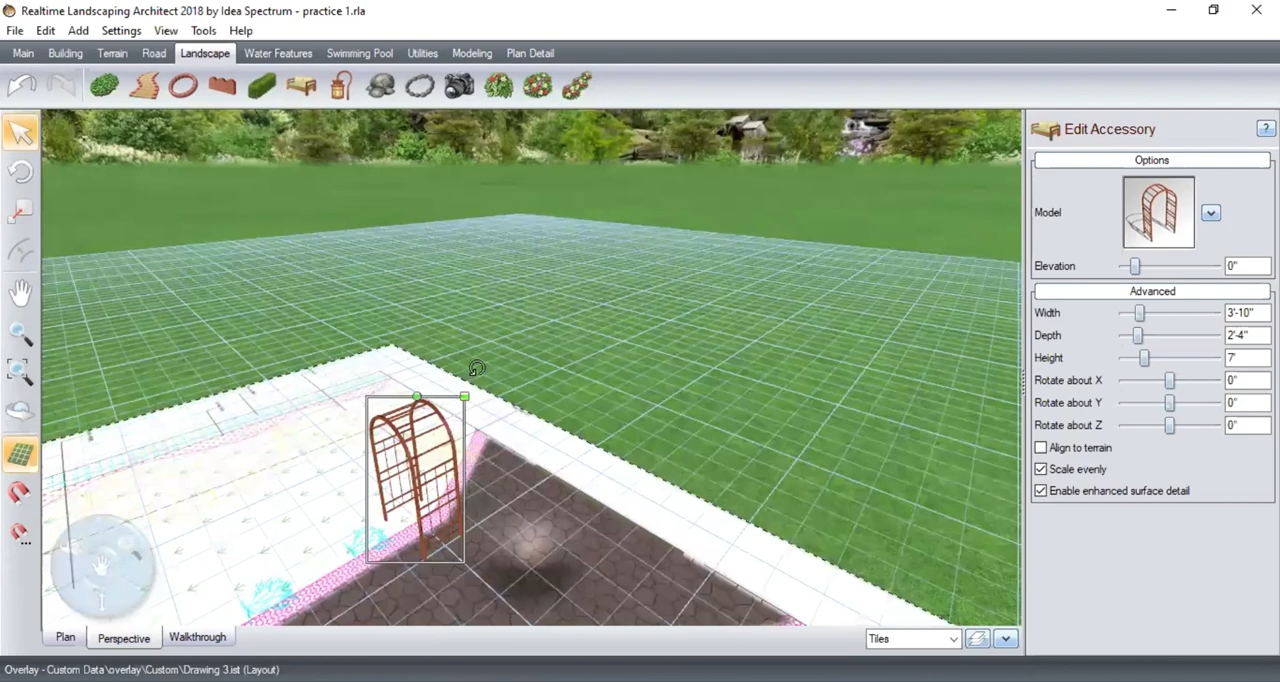 Realtime Landscaping Architect 2018 by Idea Spectrum - practice 1.rla
File Edit Add Settings View Tools Help
Main Building Terrain Road Landscape Water Features Swimming Pool Utilities Modeling Plan Detail
Edit Accessory ?
Options
Model
Elevation 0"
Advanced
Width 3'-10"
Depth 2'-4"
Height 7'
Rotate about X 0°
Rotate about Y 0°
Rotate about Z 0°
Align to terrain
Scale evenly
Enable enhanced surface detail
Plan Perspective Walkthrough
Tiles
Overlay - Custom Data\overlay\Custom\Drawing 3.ist (Layout)